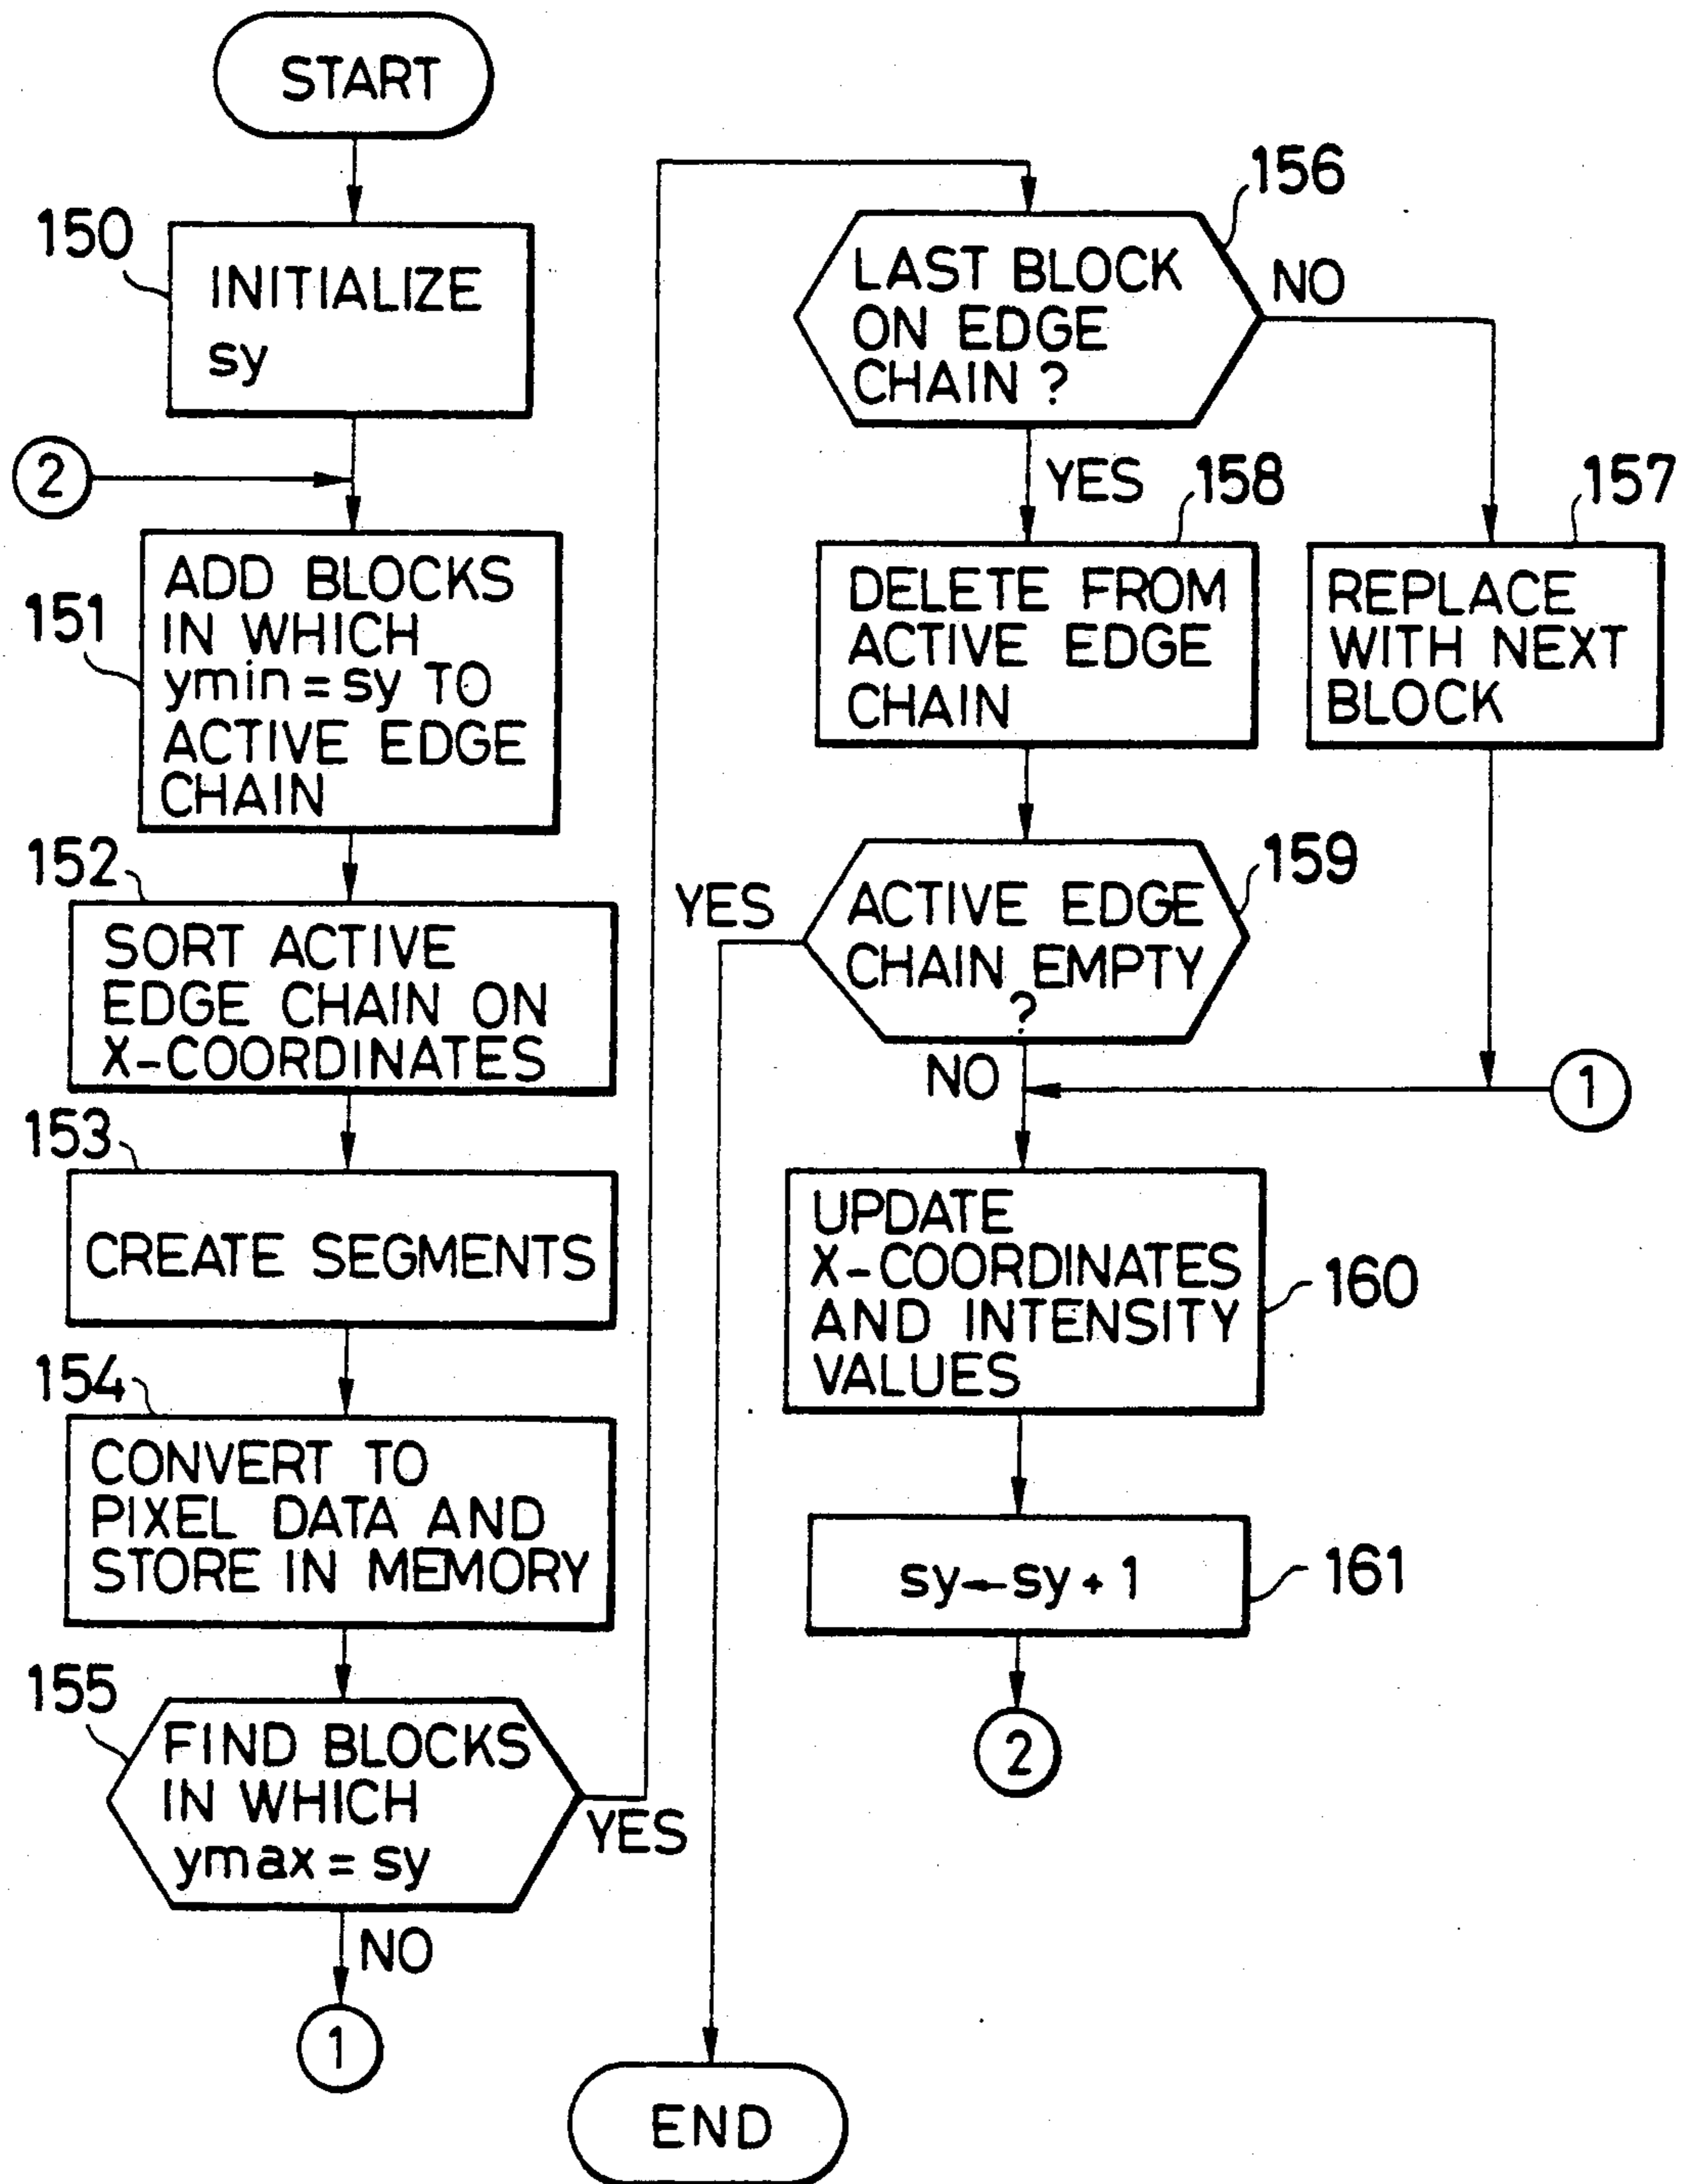 START
150
INITIALIZE
sy
2
151
ADD BLOCKS
IN WHICH
ymin = sy TO
ACTIVE EDGE
CHAIN
152
SORT ACTIVE
EDGE CHAIN ON
X-COORDINATES
153
CREATE SEGMENTS
154
CONVERT TO
PIXEL DATA AND
STORE IN MEMORY
155
FIND BLOCKS
IN WHICH
ymax = sy
YES
NO
1
156
LAST BLOCK
ON EDGE
CHAIN ?
NO
YES
158
DELETE FROM
ACTIVE EDGE
CHAIN
157
REPLACE
WITH NEXT
BLOCK
159
ACTIVE EDGE
CHAIN EMPTY
?
YES
NO
1
UPDATE
X-COORDINATES
AND INTENSITY
VALUES
160
sy ← sy + 1
161
2
END